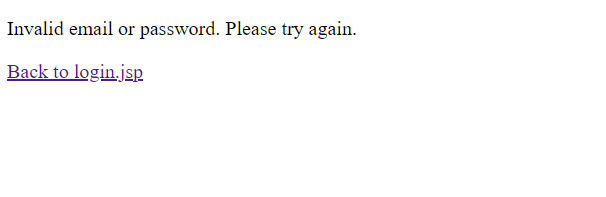 Invalid email or password. Please try again.
Back to login.jsp